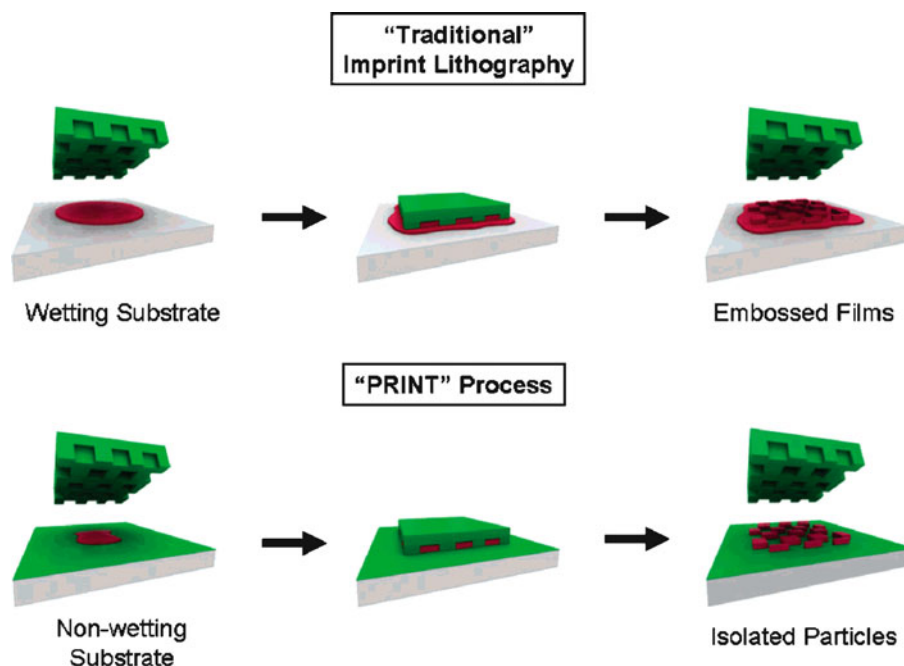 “Traditional”
Imprint Lithography
Wetting Substrate
Embossed Films
“PRINT” Process
Non-wetting
Substrate
Isolated Particles